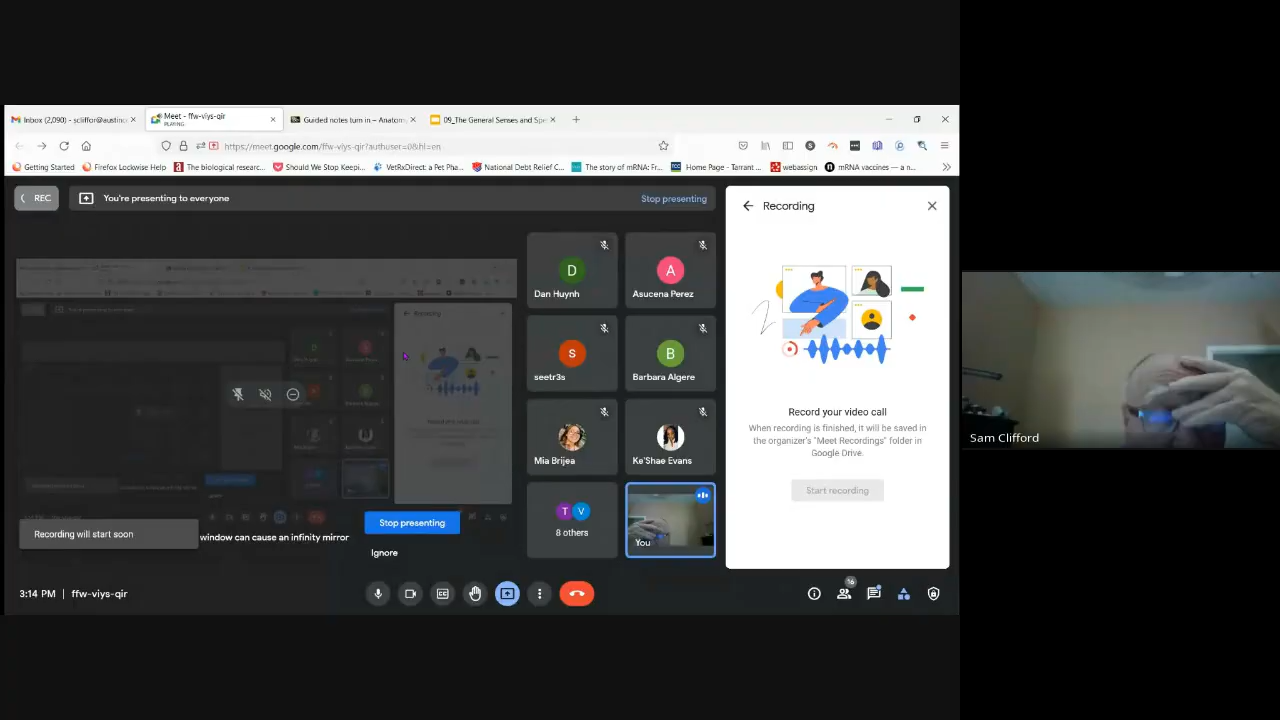 Inbox (2,090) - scliffor@austincc
Meet - ffw-viys-qir
PLAYING
Guided notes turn in – Anatomy
09_The General Senses and Spe
https://meet.google.com/ffw-viys-qir?authuser=0&hl=en
Getting Started
Firefox Lockwise Help
The biological researc...
Should We Stop Keepi...
VetRxDirect: a Pet Pha...
National Debt Relief C...
The story of mRNA: Fr...
Home Page - Tarrant ...
webassign
mRNA vaccines — a n...
REC
You're presenting to everyone
Stop presenting
Recording
D
Dan Huynh
A
Asucena Perez
S
seetr3s
B
Barbara Algere
Mia Brijea
Ke'Shae Evans
T V
8 others
You
Record your video call
When recording is finished, it will be saved in
the organizer's "Meet Recordings" folder in
Google Drive.
Start recording
Recording will start soon
window can cause an infinity mirror
Stop presenting
Ignore
3:14 PM | ffw-viys-qir
16
Sam Clifford